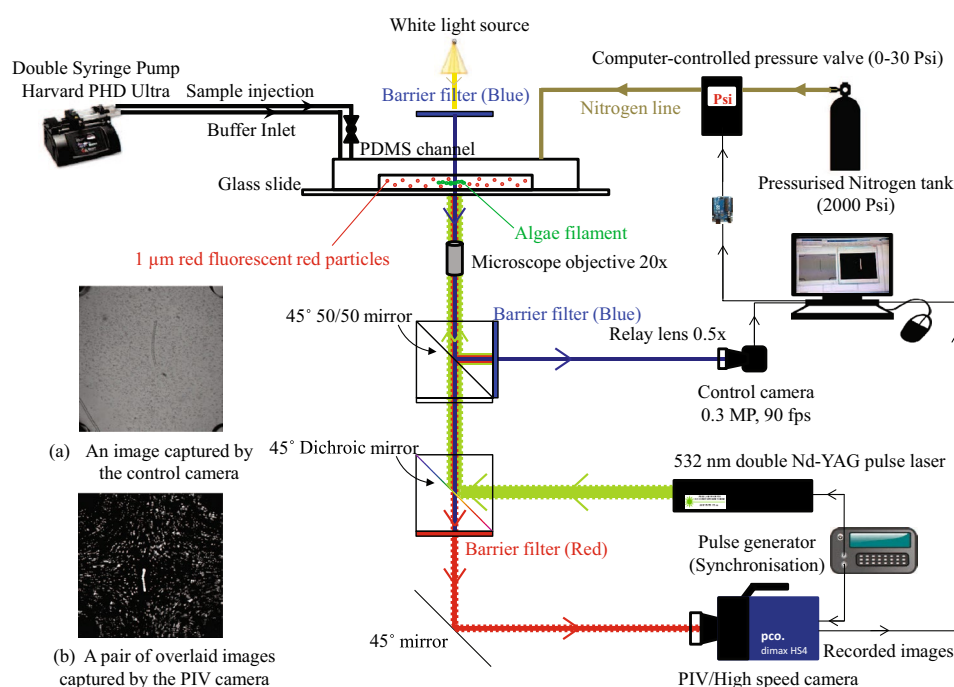 White light source
Double Syringe Pump
Harvard PHD Ultra
Sample injection
Buffer Inlet
Barrier filter (Blue)
Computer-controlled pressure valve (0-30 Psi)
Psi
Nitrogen line
PDMS channel
Glass slide
Pressurised Nitrogen tank
(2000 Psi)
Algae filament
1 µm red fluorescent red particles
Microscope objective 20x
45˚ 50/50 mirror
Barrier filter (Blue)
Relay lens 0.5x
Control camera
0.3 MP, 90 fps
(a) An image captured by
the control camera
45˚ Dichroic mirror
532 nm double Nd-YAG pulse laser
Barrier filter (Red)
Pulse generator
(Synchronisation)
45˚ mirror
pco.
dimax HS4
Recorded images
PIV/High speed camera
(b) A pair of overlaid images
captured by the PIV camera